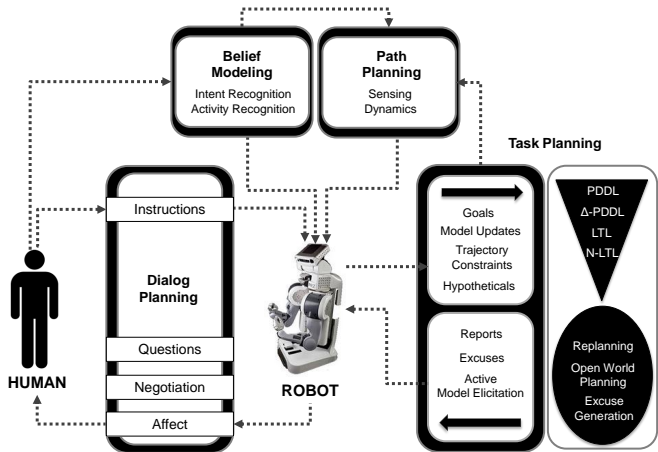 Belief
Modeling
Intent Recognition
Activity Recognition
Path
Planning
Sensing
Dynamics
Task Planning
Instructions
Dialog
Planning
Questions
Negotiation
Affect
HUMAN
ROBOT
Goals
Model Updates
Trajectory
Constraints
Hypotheticals
Reports
Excuses
Active
Model Elicitation
PDDL
Δ-PDDL
LTL
N-LTL
Replanning
Open World
Planning
Excuse
Generation